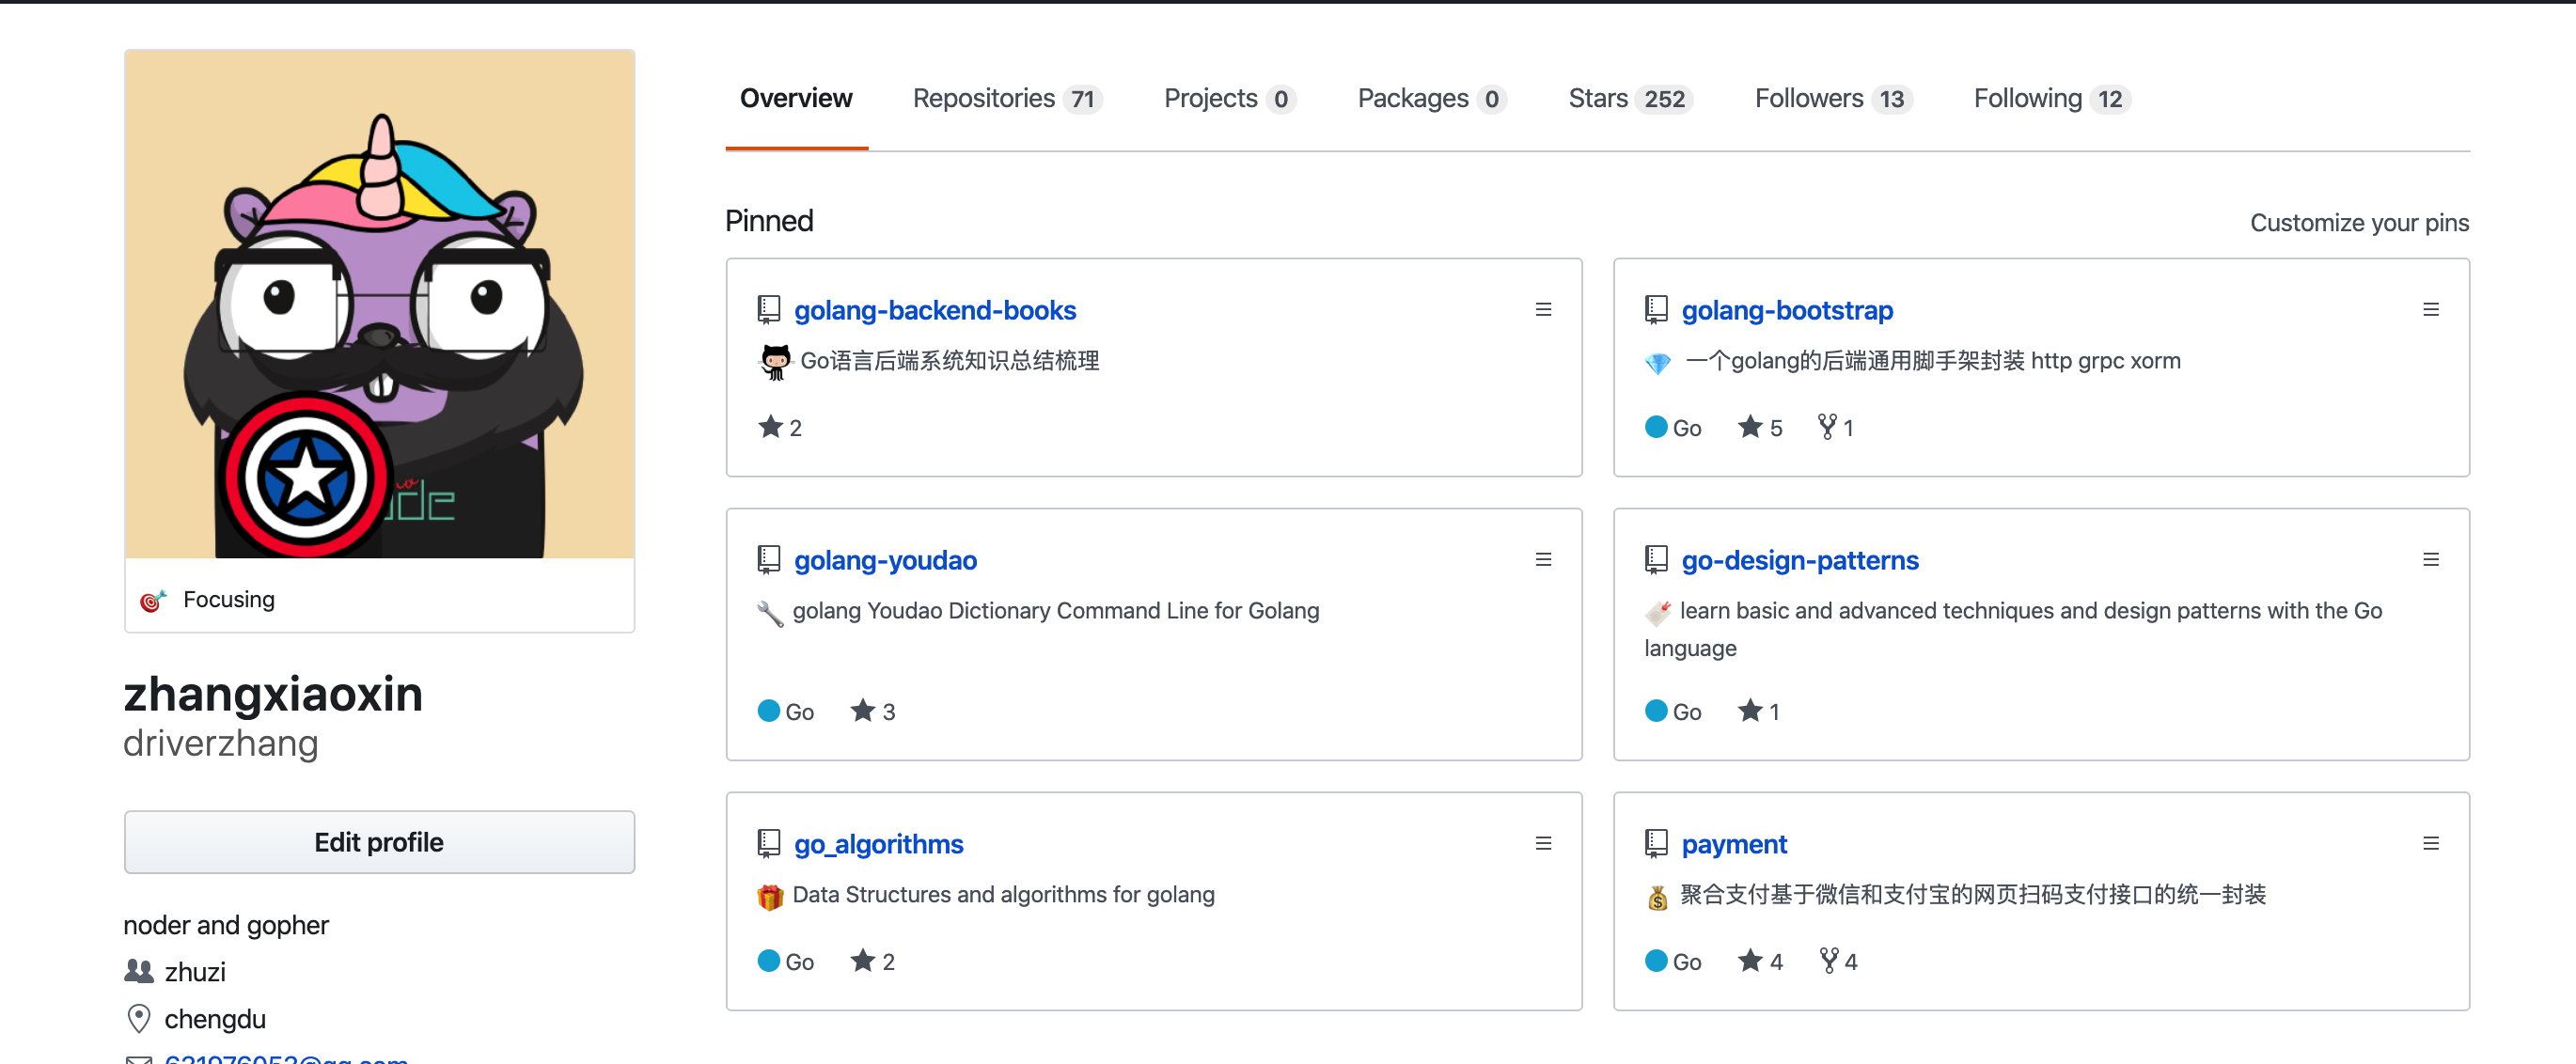 Overview Repositories 71 Projects 0 Packages 0 Stars 252 Followers 13 Following 12
Pinned
Customize your pins
golang-backend-books
Go语言后端系统知识总结梳理
2
golang-bootstrap
一个golang的后端通用脚手架封装 http grpc xorm
Go 5 1
golang-youdao
golang Youdao Dictionary Command Line for Golang
Go 3
go-design-patterns
learn basic and advanced techniques and design patterns with the Go
language
Go 1
go_algorithms
Data Structures and algorithms for golang
Go 2
payment
聚合支付基于微信和支付宝的网页扫码支付接口的统一封装
Go 4 4
Focusing
zhangxiaoxin
driverzhang
Edit profile
noder and gopher
zhuzi
chengdu